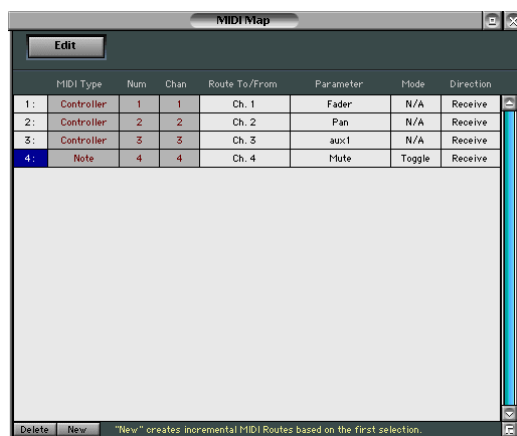 MIDI Map
Edit
MIDI Type Num Chan Route To/From Parameter Mode Direction
1: Controller 1 1 Ch. 1 Fader N/A Receive
2: Controller 2 2 Ch. 2 Pan N/A Receive
3: Controller 3 3 Ch. 3 aux1 N/A Receive
4: Note 4 4 Ch. 4 Mute Toggle Receive
Delete New "New" creates incremental MIDI Routes based on the first selection.